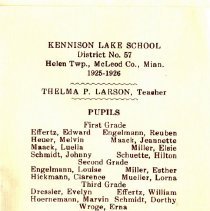 KENNISON LAKE SCHOOL
District No. 57
Helen Twp., McLeod Co., Minn.
1925-1926
THELMA P. LARSON, Teacher
PUPILS
First Grade
Effertz, Edward Engelmann, Reuben
Heuer, Melvin Maack, Jeannette
Maack, Luelia Miller, Elsie
Schmidt, Johny Schuette, Hilton
Second Grade
Engelmann, Louise Miller, Esther
Hickmann, Clarence Mueller, Lorna
Third Grade
Dressler, Evelyn Effertz, William
Hoernemann, Marvin Schmidt, Dorthy
Wroge, Erna